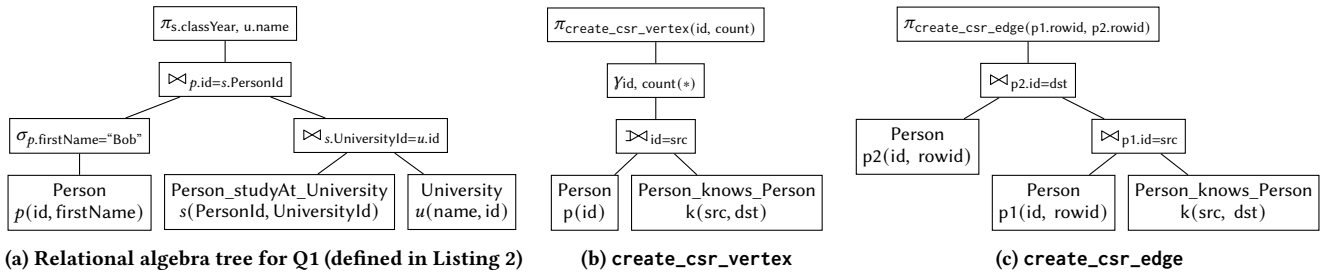 π s.classYear, u.name
⋈ p.id=s.PersonId
σ p.firstName=“Bob”
⋈ s.UniversityId=u.id
Person
p(id, firstName)
Person_studyAt_University
s(PersonId, UniversityId)
University
u(name, id)
(a) Relational algebra tree for Q1 (defined in Listing 2)
π create_csr_vertex(id, count)
γ id, count(*)
⟕ id=src
Person
p(id)
Person_knows_Person
k(src, dst)
(b) create_csr_vertex
π create_csr_edge(p1.rowid, p2.rowid)
⋈ p2.id=dst
Person
p2(id, rowid)
⋈ p1.id=src
Person
p1(id, rowid)
Person_knows_Person
k(src, dst)
(c) create_csr_edge